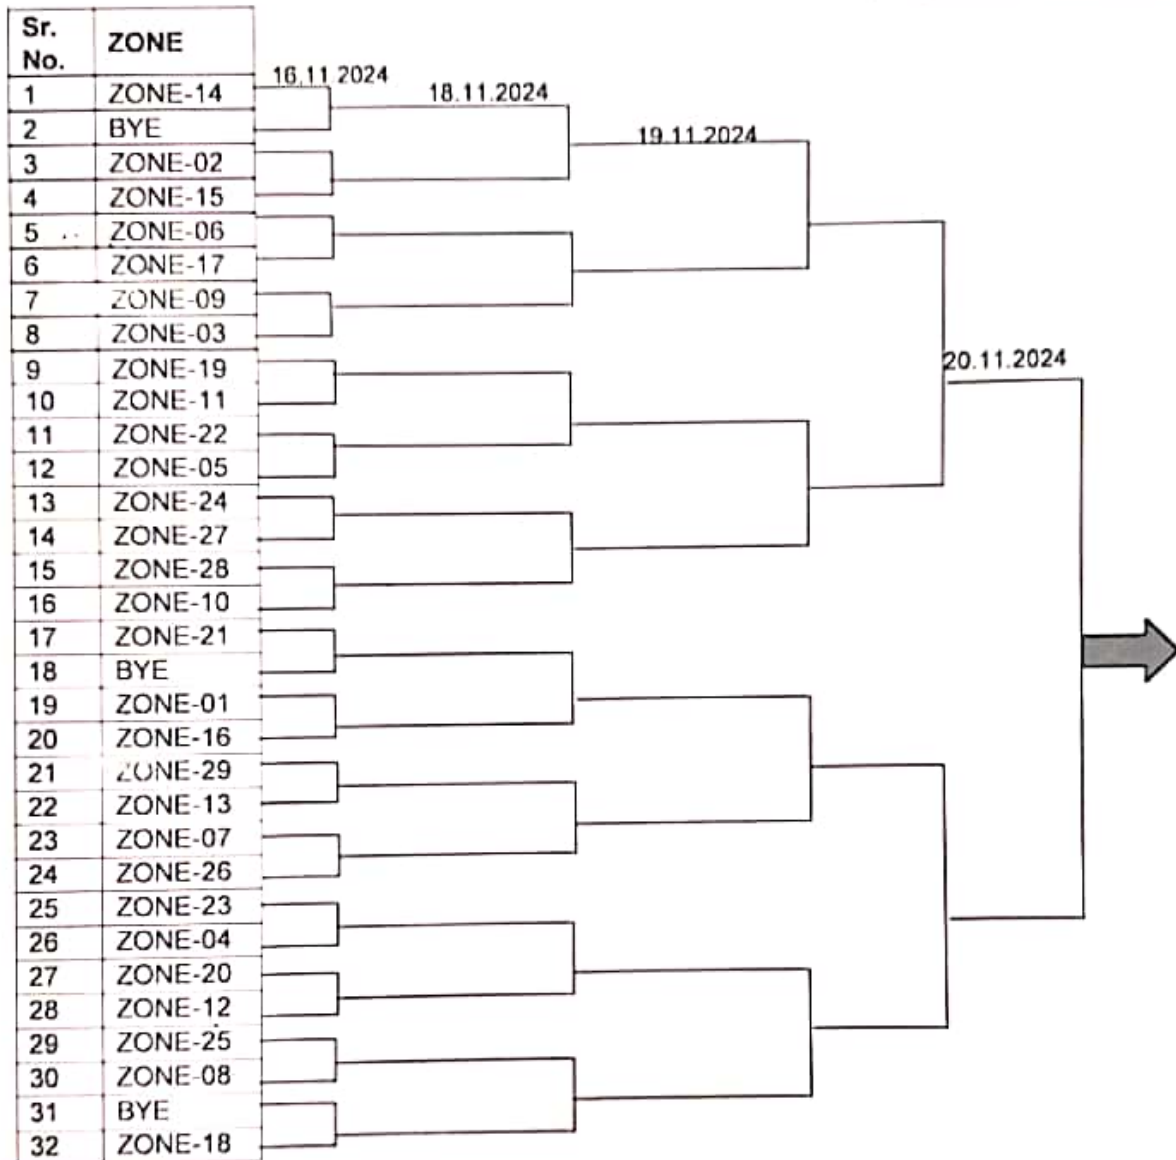 Sr. No. ZONE
16.11.2024
18.11.2024
19.11.2024
20.11.2024
1 ZONE-14
2 BYE
3 ZONE-02
4 ZONE-15
5 ZONE-06
6 ZONE-17
7 ZONE-09
8 ZONE-03
9 ZONE-19
10 ZONE-11
11 ZONE-22
12 ZONE-05
13 ZONE-24
14 ZONE-27
15 ZONE-28
16 ZONE-10
17 ZONE-21
18 BYE
19 ZONE-01
20 ZONE-16
21 ZONE-29
22 ZONE-13
23 ZONE-07
24 ZONE-26
25 ZONE-23
26 ZONE-04
27 ZONE-20
28 ZONE-12
29 ZONE-25
30 ZONE-08
31 BYE
32 ZONE-18